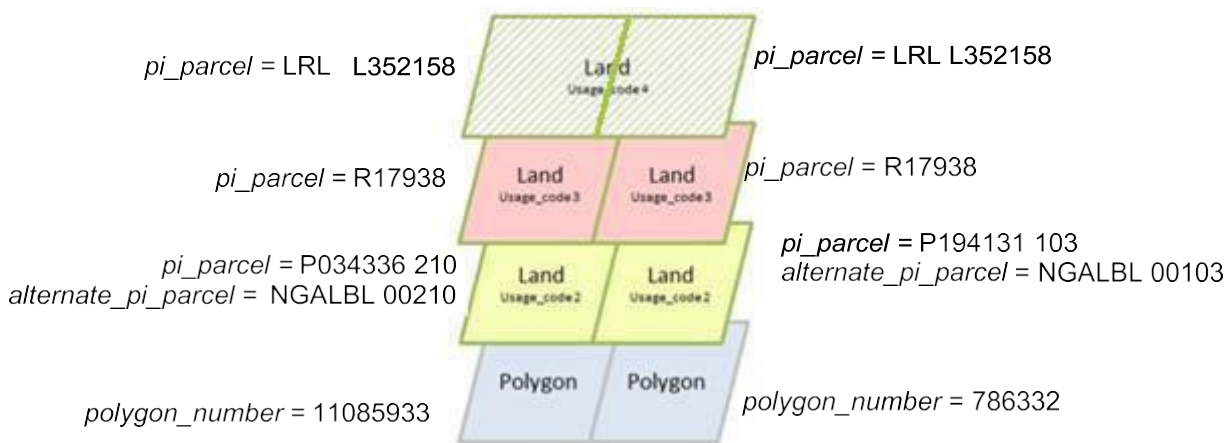 pi_parcel = LRL L352158
Land
Usage_code4
pi_parcel = LRL L352158
pi_parcel = R17938
Land
Usage_code3
Land
Usage_code3
pi_parcel = R17938
pi_parcel = P034336 210
alternate_pi_parcel = NGALBL 00210
Land
Usage_code2
Land
Usage_code2
pi_parcel = P194131 103
alternate_pi_parcel = NGALBL 00103
polygon_number = 11085933
Polygon
Polygon
polygon_number = 786332